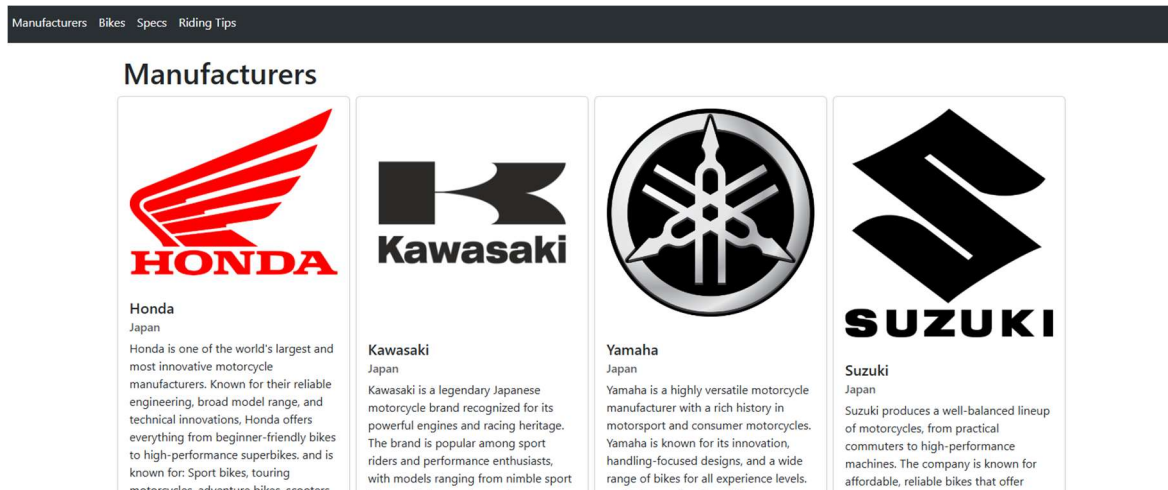 Manufacturers Bikes Specs Riding Tips
Manufacturers
HONDA
Honda
Japan
Honda is one of the world's largest and
most innovative motorcycle
manufacturers. Known for their reliable
engineering, broad model range, and
technical innovations, Honda offers
everything from beginner-friendly bikes
to high-performance superbikes. and is
known for: Sport bikes, touring
motorcycles, adventure bikes, scooters
Kawasaki
Kawasaki
Japan
Kawasaki is a legendary Japanese
motorcycle brand recognized for its
powerful engines and racing heritage.
The brand is popular among sport
riders and performance enthusiasts,
with models ranging from nimble sport
Yamaha
Japan
Yamaha is a highly versatile motorcycle
manufacturer with a rich history in
motorsport and consumer motorcycles.
Yamaha is known for its innovation,
handling-focused designs, and a wide
range of bikes for all experience levels.
SUZUKI
Suzuki
Japan
Suzuki produces a well-balanced lineup
of motorcycles, from practical
commuters to high-performance
machines. The company is known for
affordable, reliable bikes that offer